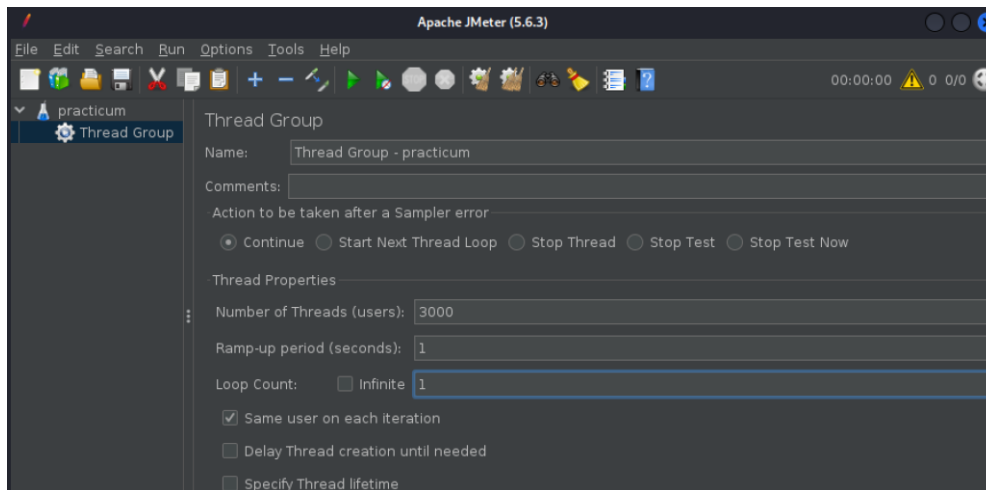 Apache JMeter (5.6.3)
File Edit Search Run Options Tools Help
00:00:00 0 0/0
practicum
Thread Group
Thread Group
Name: Thread Group - practicum
Comments:
Action to be taken after a Sampler error
Continue Start Next Thread Loop Stop Thread Stop Test Stop Test Now
Thread Properties
Number of Threads (users): 3000
Ramp-up period (seconds): 1
Loop Count: Infinite 1
Same user on each iteration
Delay Thread creation until needed
Specify Thread lifetime